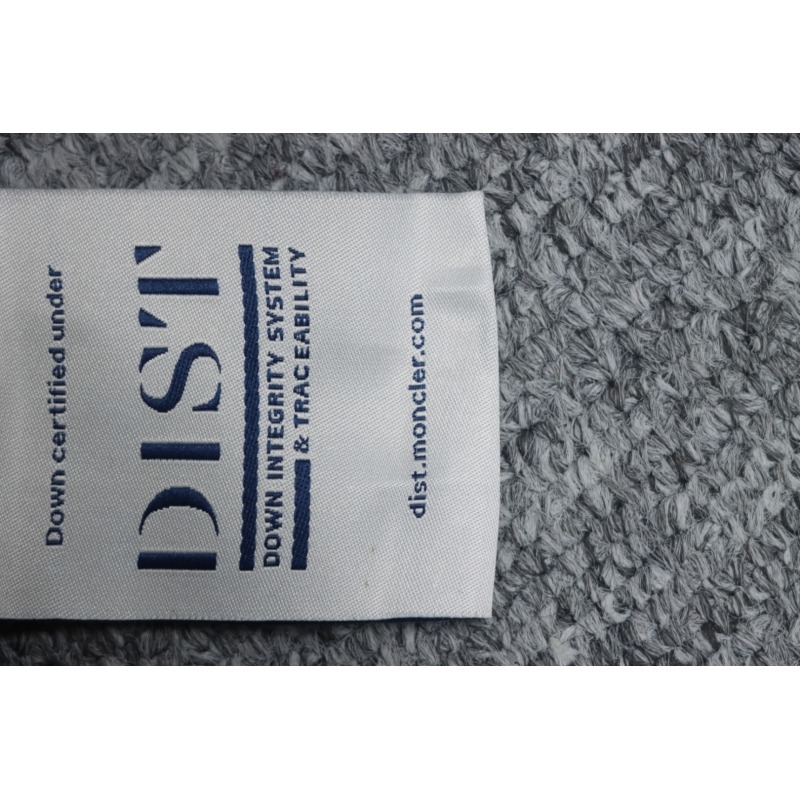 Down certified under
DIST
DOWN INTEGRITY SYSTEM
& TRACEABILITY
dist.moncler.com